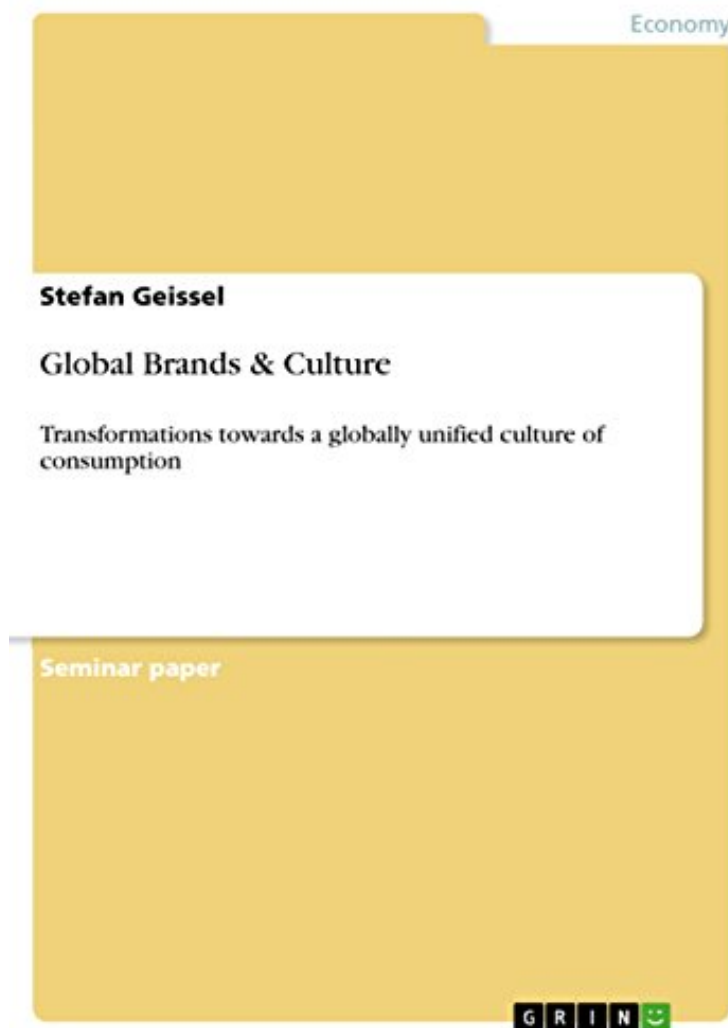 Economy
Stefan Geissel
Global Brands & Culture
Transformations towards a globally unified culture of
consumption
Seminar paper
GRIN